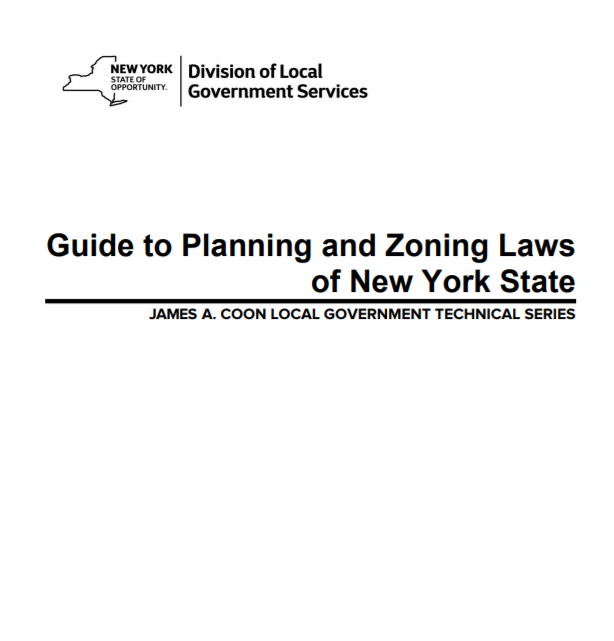 NEW YORK
STATE OF
OPPORTUNITY.
Division of Local
Government Services
Guide to Planning and Zoning Laws
of New York State
JAMES A. COON LOCAL GOVERNMENT TECHNICAL SERIES